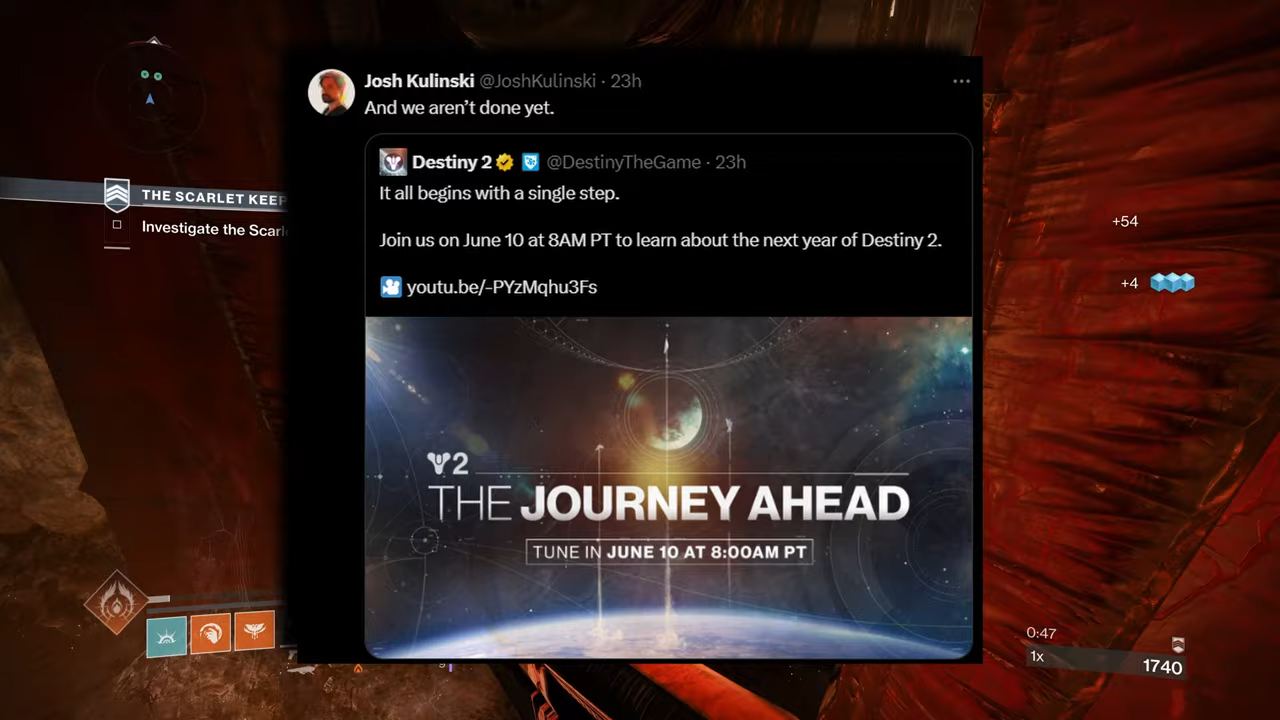 Josh Kulinski @JoshKulinski · 23h
And we aren't done yet.
Destiny 2 @DestinyTheGame · 23h
It all begins with a single step.
Join us on June 10 at 8AM PT to learn about the next year of Destiny 2.
youtu.be/-PYzMqhu3Fs
2
THE JOURNEY AHEAD
TUNE IN JUNE 10 AT 8:00AM PT
THE SCARLET KEEP
Investigate the Scarl
+54
+4
0:47
1x
1740